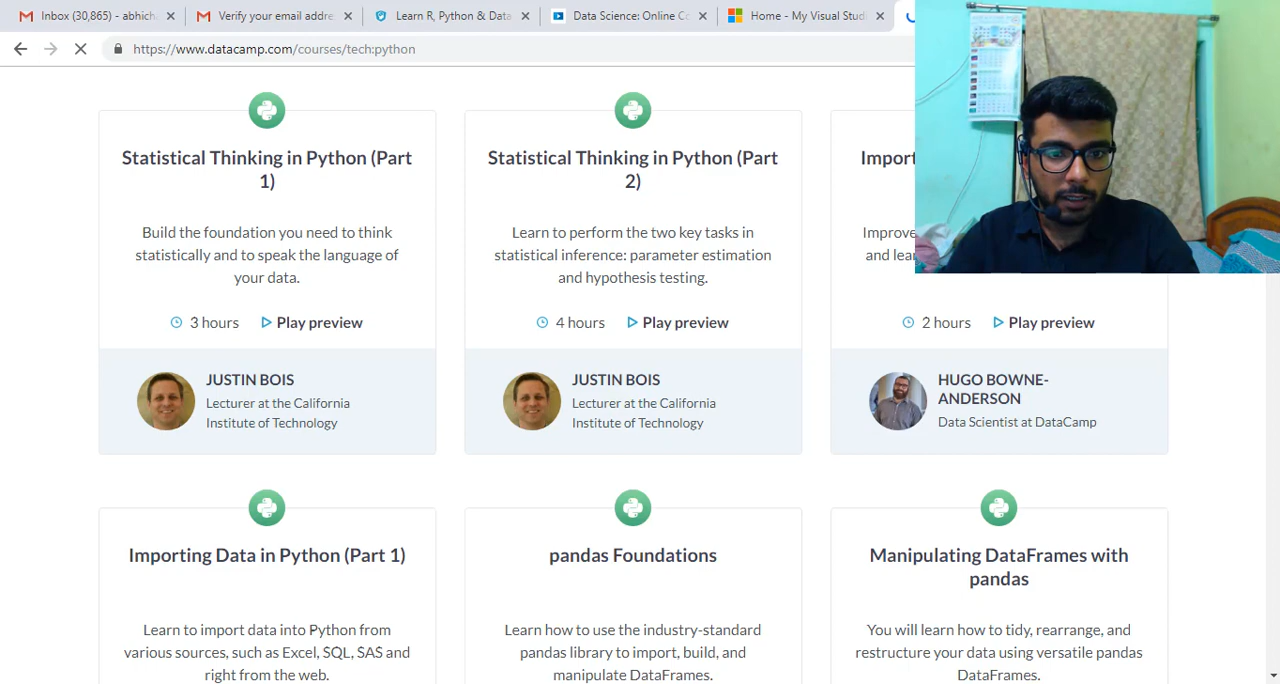 Inbox (30,865) - abhich
Verify your email addre
Learn R, Python & Data
Data Science: Online Co
Home - My Visual Stud
https://www.datacamp.com/courses/tech:python
Statistical Thinking in Python (Part
1)
Build the foundation you need to think
statistically and to speak the language of
your data.
3 hours
Play preview
JUSTIN BOIS
Lecturer at the California
Institute of Technology
Statistical Thinking in Python (Part
2)
Learn to perform the two key tasks in
statistical inference: parameter estimation
and hypothesis testing.
4 hours
Play preview
JUSTIN BOIS
Lecturer at the California
Institute of Technology
Import
Improve
and lear
2 hours
Play preview
HUGO BOWNE-
ANDERSON
Data Scientist at DataCamp
Importing Data in Python (Part 1)
Learn to import data into Python from
various sources, such as Excel, SQL, SAS and
right from the web.
pandas Foundations
Learn how to use the industry-standard
pandas library to import, build, and
manipulate DataFrames.
Manipulating DataFrames with
pandas
You will learn how to tidy, rearrange, and
restructure your data using versatile pandas
DataFrames.